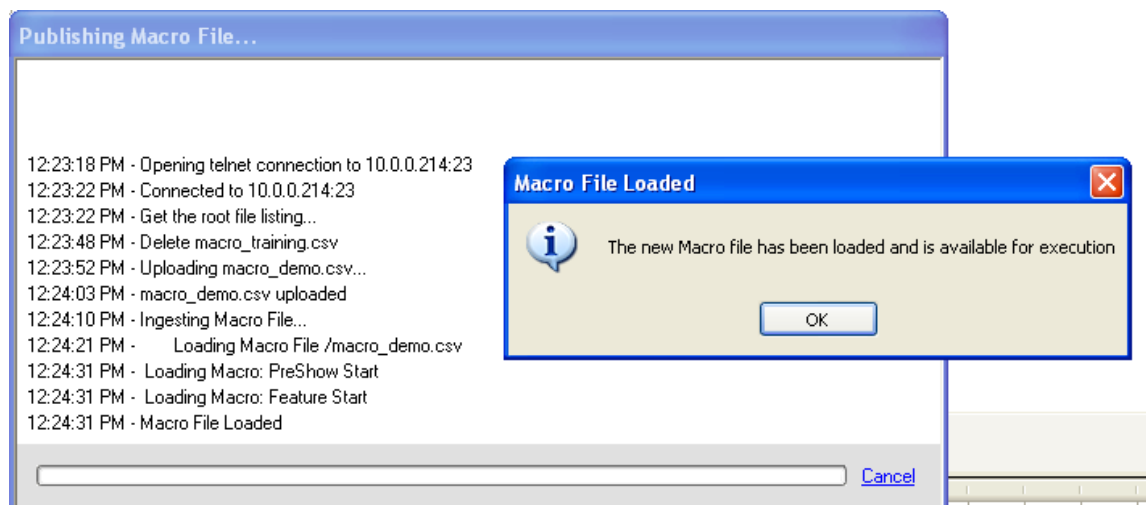 Publishing Macro File...
12:23:18 PM - Opening telnet connection to 10.0.0.214:23
12:23:22 PM - Connected to 10.0.0.214:23
12:23:22 PM - Get the root file listing...
12:23:48 PM - Delete macro_training.csv
12:23:52 PM - Uploading macro_demo.csv...
12:24:03 PM - macro_demo.csv uploaded
12:24:10 PM - Ingesting Macro File...
12:24:21 PM - Loading Macro File /macro_demo.csv
12:24:31 PM - Loading Macro: PreShow Start
12:24:31 PM - Loading Macro: Feature Start
12:24:31 PM - Macro File Loaded
Cancel
Macro File Loaded
The new Macro file has been loaded and is available for execution
OK